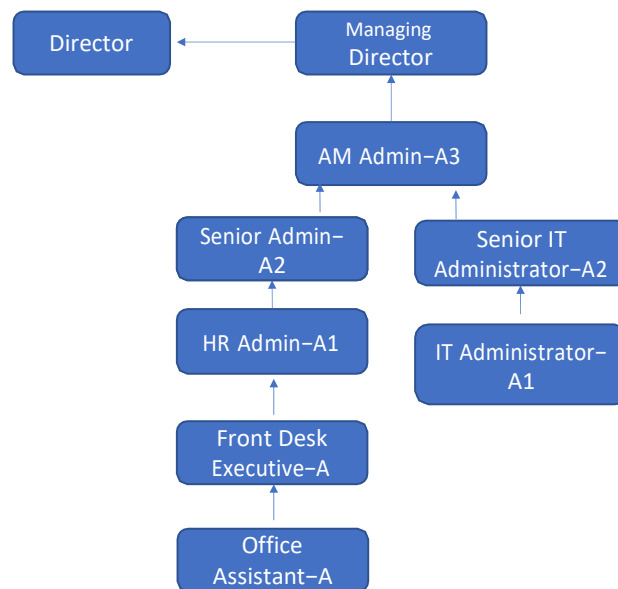 Director
Managing
Director
AM Admin–A3
Senior Admin–
A2
Senior IT
Administrator–A2
HR Admin–A1
IT Administrator–
A1
Front Desk
Executive–A
Office
Assistant–A